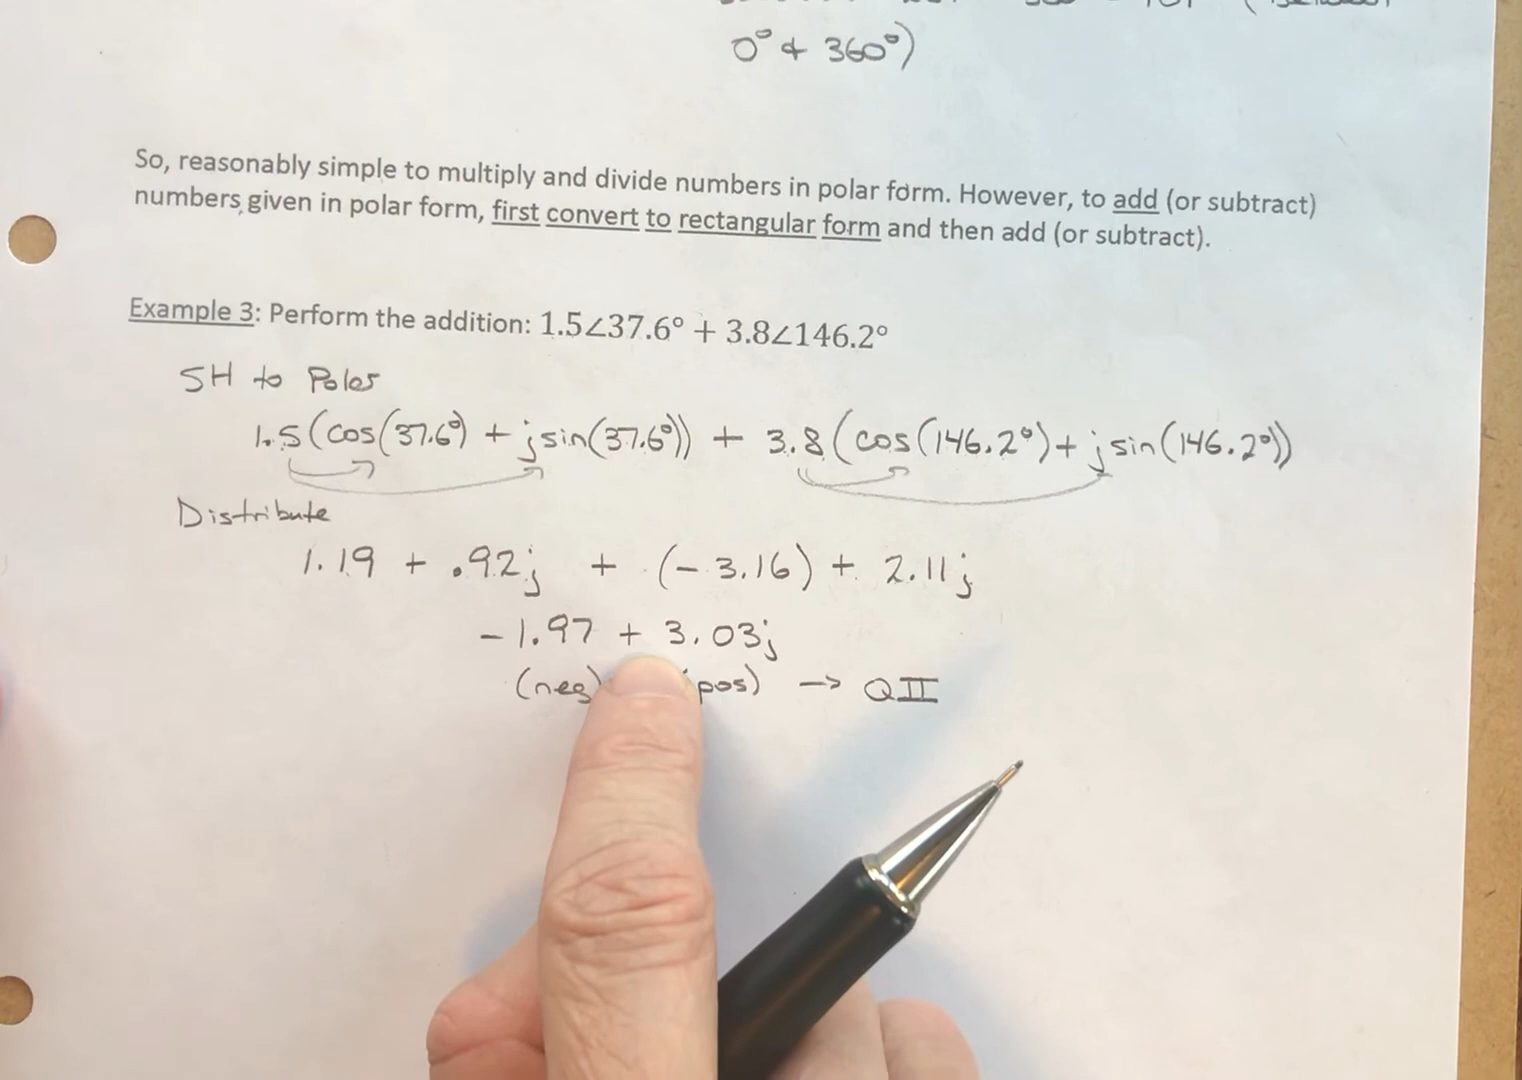 0° & 360°)
So, reasonably simple to multiply and divide numbers in polar form. However, to add (or subtract)
numbers given in polar form, first convert to rectangular form and then add (or subtract).
Example 3: Perform the addition: 1.5∠37.6° + 3.8∠146.2°
SH to Polar
1.5(cos(37.6°) + jsin(37.6°)) + 3.8(cos(146.2°) + jsin(146.2°))
Distribute
1.19 + .92j + (-3.16) + 2.11j
-1.97 + 3.03j
(neg) (pos) → QII